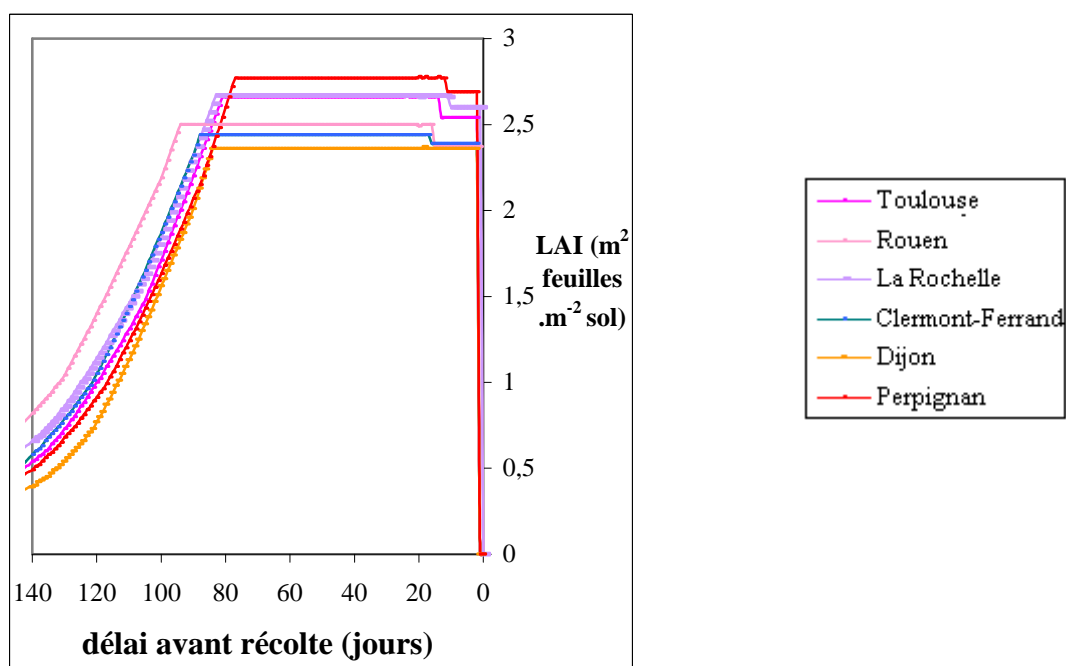 3
2,5
2
LAI (m2
feuilles
.m-2 sol)
1,5
1
0,5
0
140 120 100 80 60 40 20 0
délai avant récolte (jours)
Toulouse
Rouen
La Rochelle
Clermont-Ferrand
Dijon
Perpignan